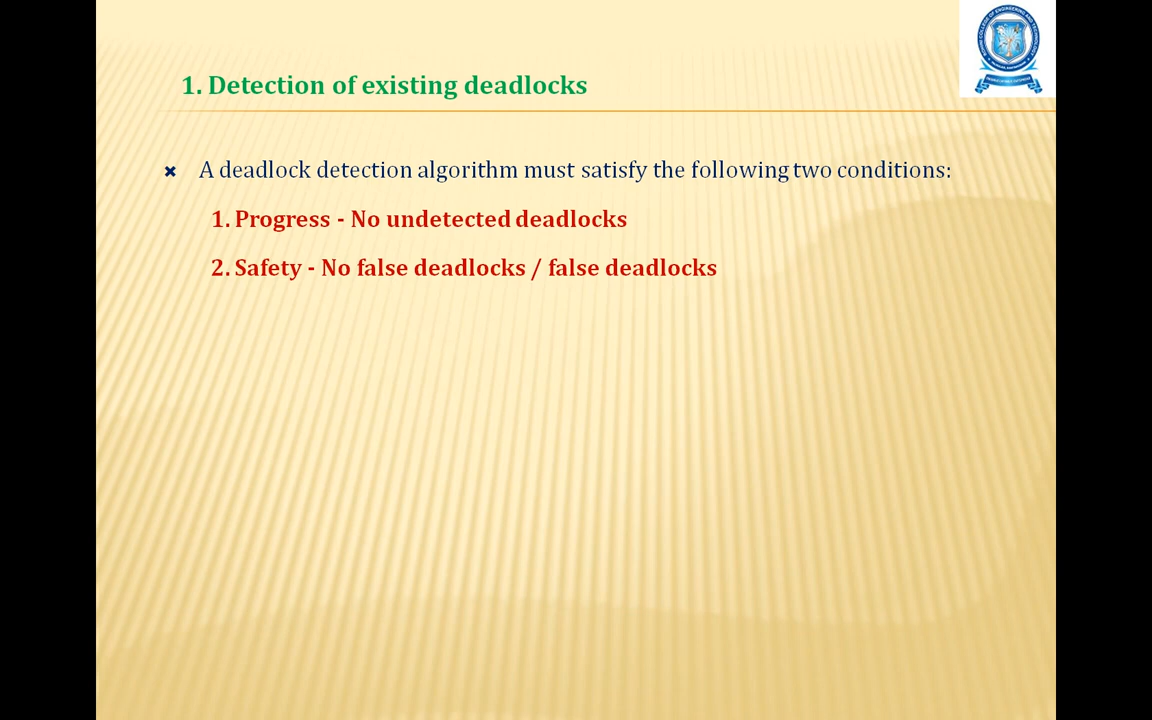 1. Detection of existing deadlocks
A deadlock detection algorithm must satisfy the following two conditions:
1. Progress - No undetected deadlocks
2. Safety - No false deadlocks / false deadlocks